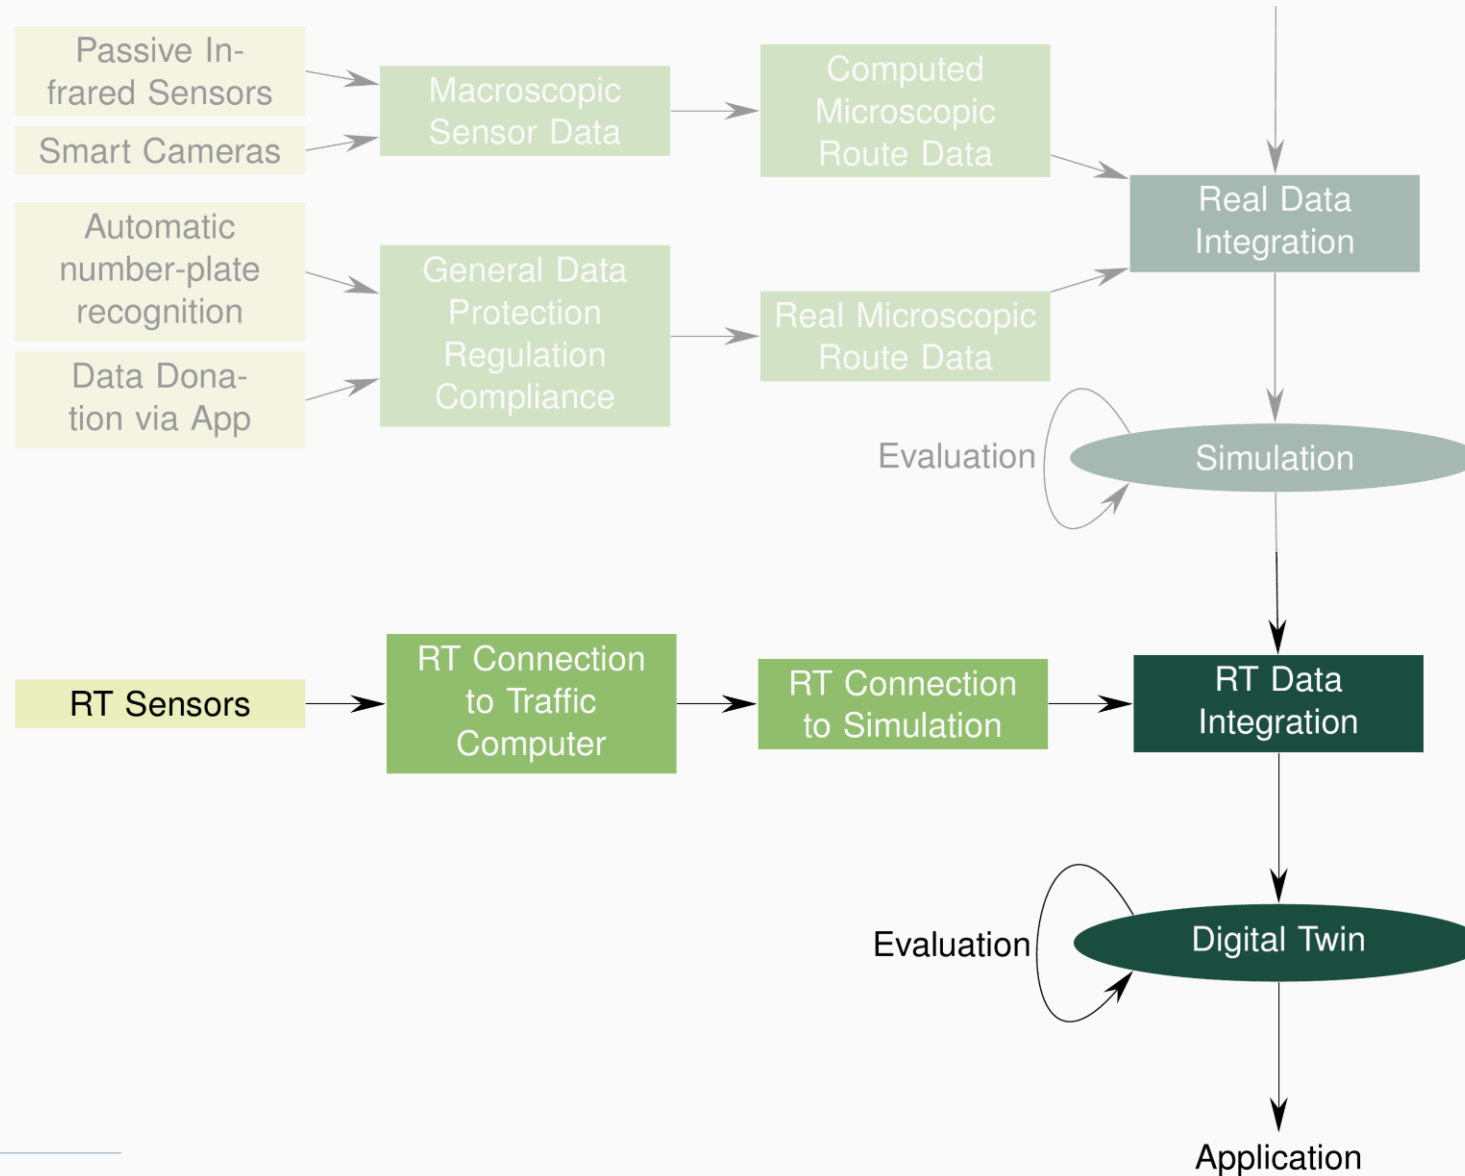 Passive In-
frared Sensors
Smart Cameras
Macroscopic
Sensor Data
Computed
Microscopic
Route Data
Automatic
number-plate
recognition
Data Dona-
tion via App
General Data
Protection
Regulation
Compliance
Real Microscopic
Route Data
Real Data
Integration
Evaluation
Simulation
RT Sensors
RT Connection
to Traffic
Computer
RT Connection
to Simulation
RT Data
Integration
Evaluation
Digital Twin
Application